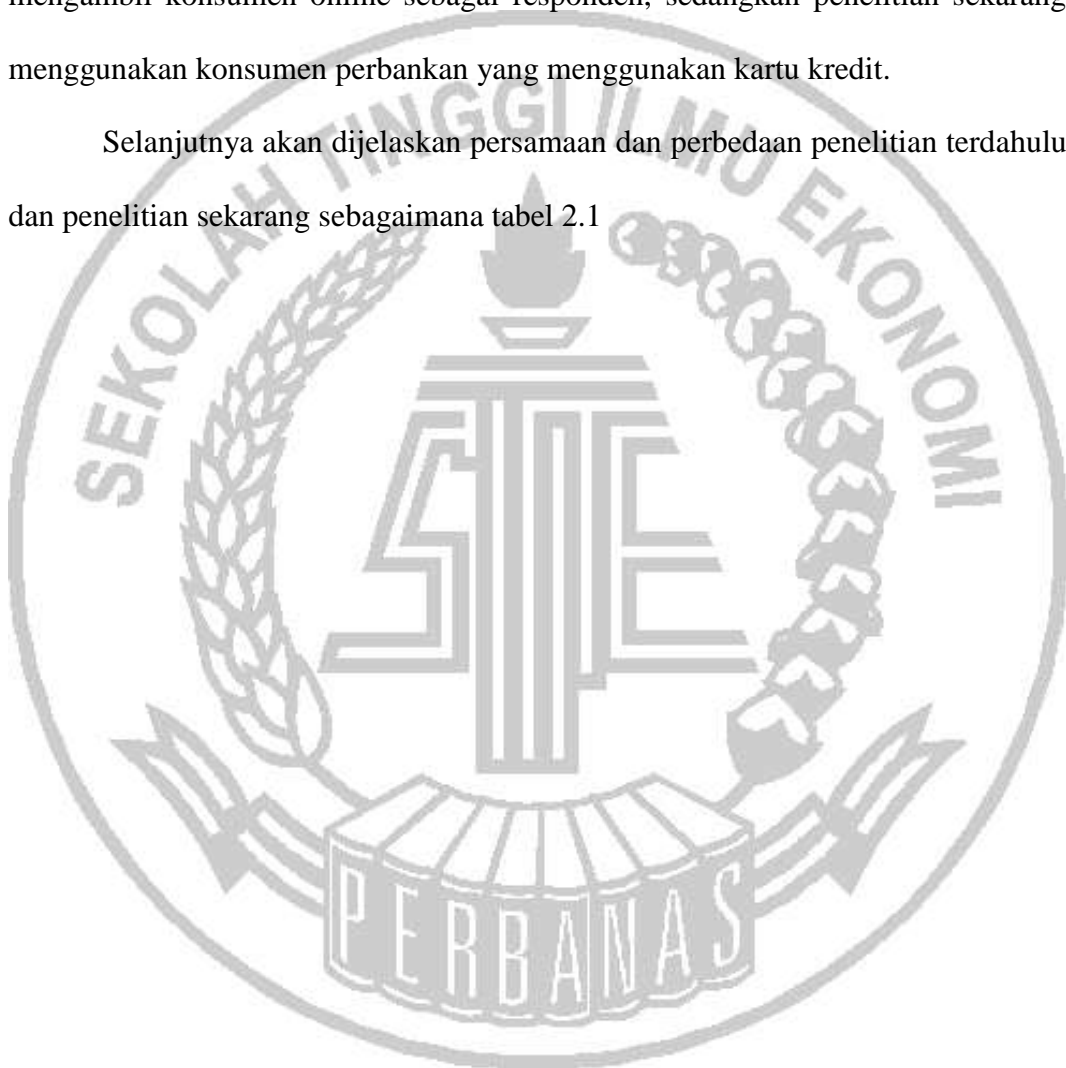 mengambil konsumen online sebagai responden, sedangkan penelitian sekarang
menggunakan konsumen perbankan yang menggunakan kartu kredit.
Selanjutnya akan dijelaskan persamaan dan perbedaan penelitian terdahulu
dan penelitian sekarang sebagaimana tabel 2.1
SEKOLAH TINGGI ILMU EKONOMI
STIE
PERBANAS